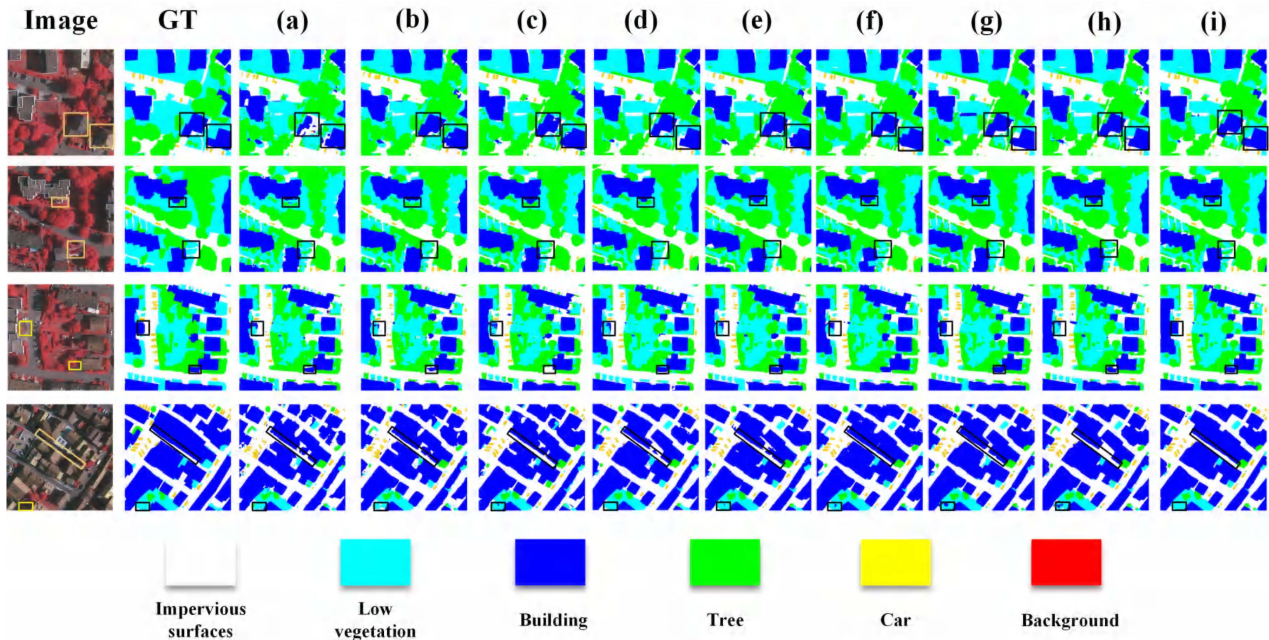 Image GT (a) (b) (c) (d) (e) (f) (g) (h) (i)
Impervious
surfaces
Low
vegetation
Building
Tree
Car
Background